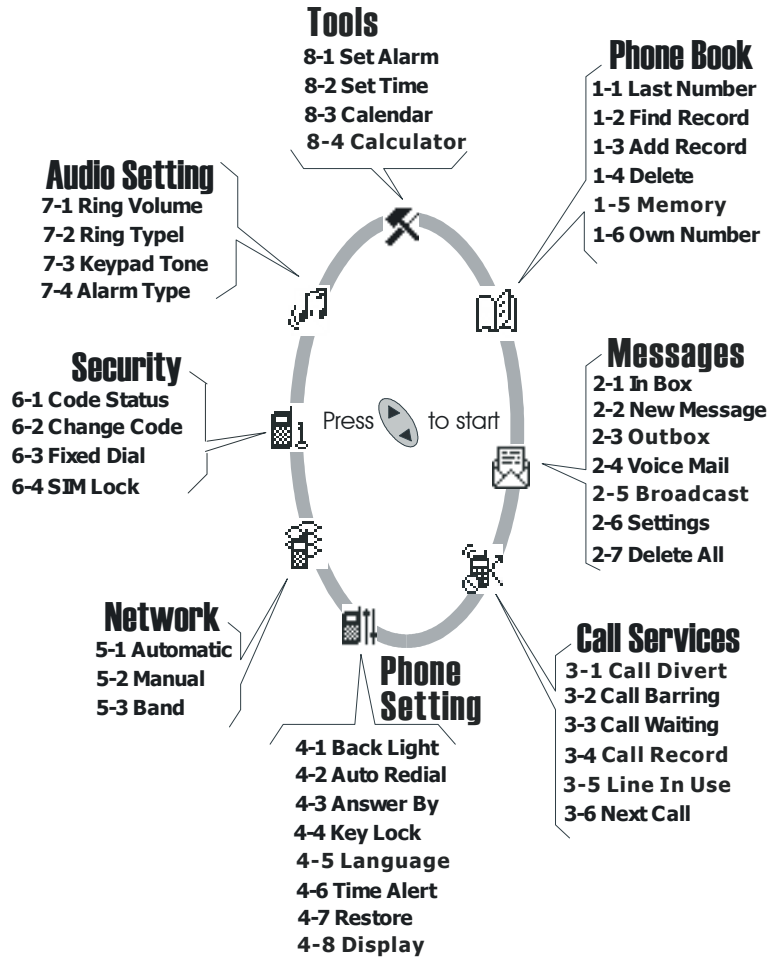 Tools
8-1 Set Alarm
8-2 Set Time
8-3 Calendar
8-4 Calculator
Phone Book
1-1 Last Number
1-2 Find Record
1-3 Add Record
1-4 Delete
1-5 Memory
1-6 Own Number
Audio Setting
7-1 Ring Volume
7-2 Ring Typel
7-3 Keypad Tone
7-4 Alarm Type
Messages
2-1 In Box
2-2 New Message
2-3 Outbox
2-4 Voice Mail
2-5 Broadcast
2-6 Settings
2-7 Delete All
Security
6-1 Code Status
6-2 Change Code
6-3 Fixed Dial
6-4 SIM Lock
Press to start
Network
5-1 Automatic
5-2 Manual
5-3 Band
Call Services
3-1 Call Divert
3-2 Call Barring
3-3 Call Waiting
3-4 Call Record
3-5 Line In Use
3-6 Next Call
Phone
Setting
4-1 Back Light
4-2 Auto Redial
4-3 Answer By
4-4 Key Lock
4-5 Language
4-6 Time Alert
4-7 Restore
4-8 Display